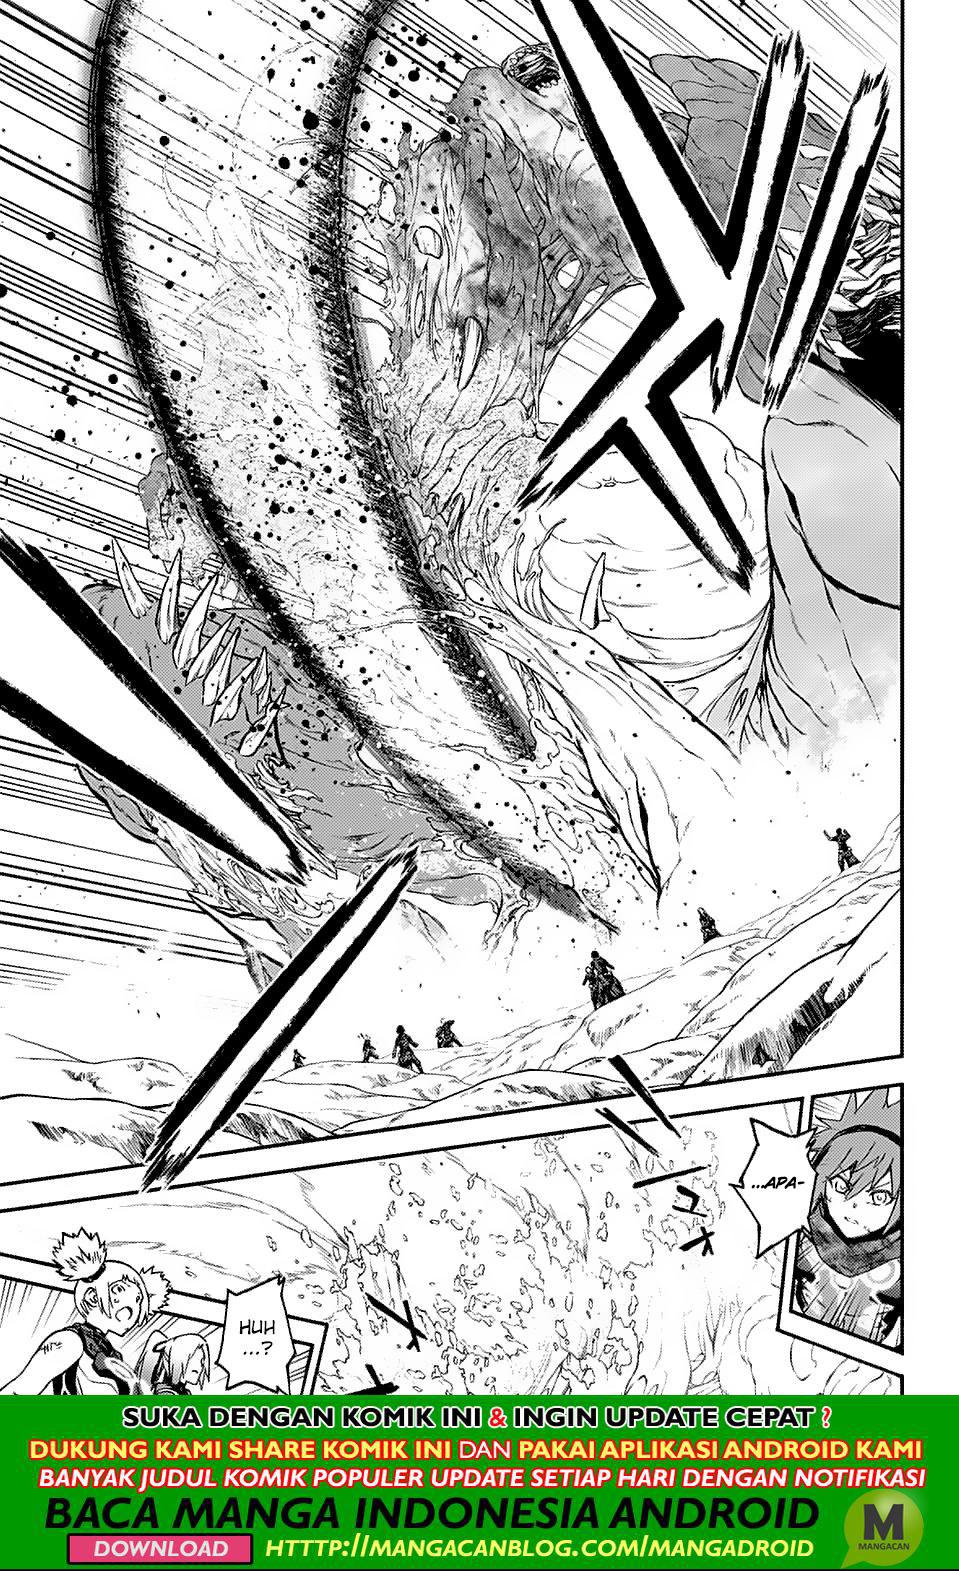 ...APA-
HUH
...?
SUKA DENGAN KOMIK INI & INGIN UPDATE CEPAT ?
DUKUNG KAMI SHARE KOMIK INI DAN PAKAI APLIKASI ANDROID KAMI
BANYAK JUDUL KOMIK POPULER UPDATE SETIAP HARI DENGAN NOTIFIKASI
BACA MANGA INDONESIA ANDROID
DOWNLOAD HTTTP://MANGACANBLOG.COM/MANGADROID
M
MANGACAN